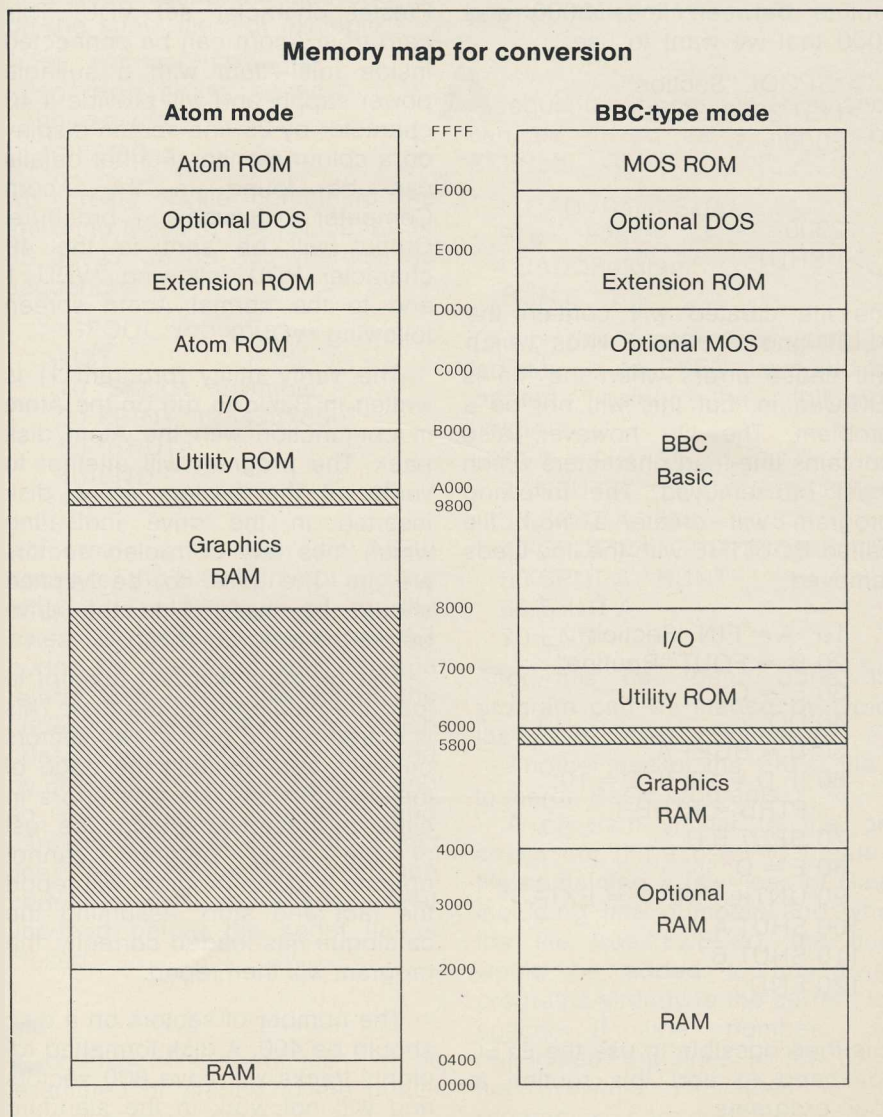 Memory map for conversion
Atom mode
BBC-type mode
FFFF
Atom ROM
MOS ROM
F000
Optional DOS
Optional DOS
E000
Extension ROM
Extension ROM
D000
Atom ROM
Optional MOS
C000
I/O
B000
BBC
Basic
Utility ROM
A000
9800
Graphics
RAM
8000
I/O
7000
Utility ROM
6000
5800
Graphics
RAM
4000
Optional
RAM
3000
2000
RAM
0400
RAM
0000